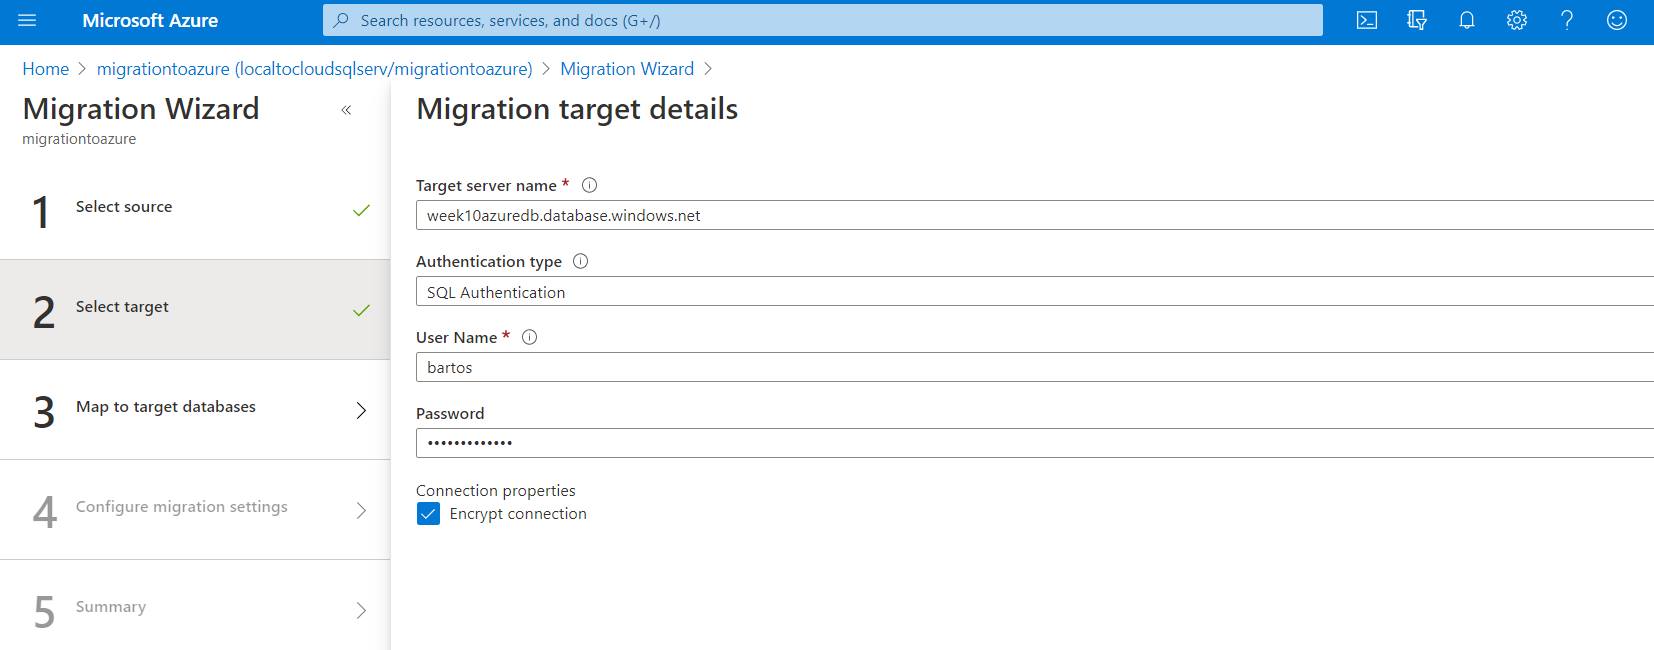 Microsoft Azure
Search resources, services, and docs (G+/)
Home > migrationtoazure (localtocloudsqlserv/migrationtoazure) > Migration Wizard >
Migration Wizard «
migrationtoazure
1 Select source
2 Select target
3 Map to target databases
4 Configure migration settings
5 Summary
Migration target details
Target server name *
week10azuredb.database.windows.net
Authentication type
SQL Authentication
User Name *
bartos
Password
•••••••••••••
Connection properties
Encrypt connection